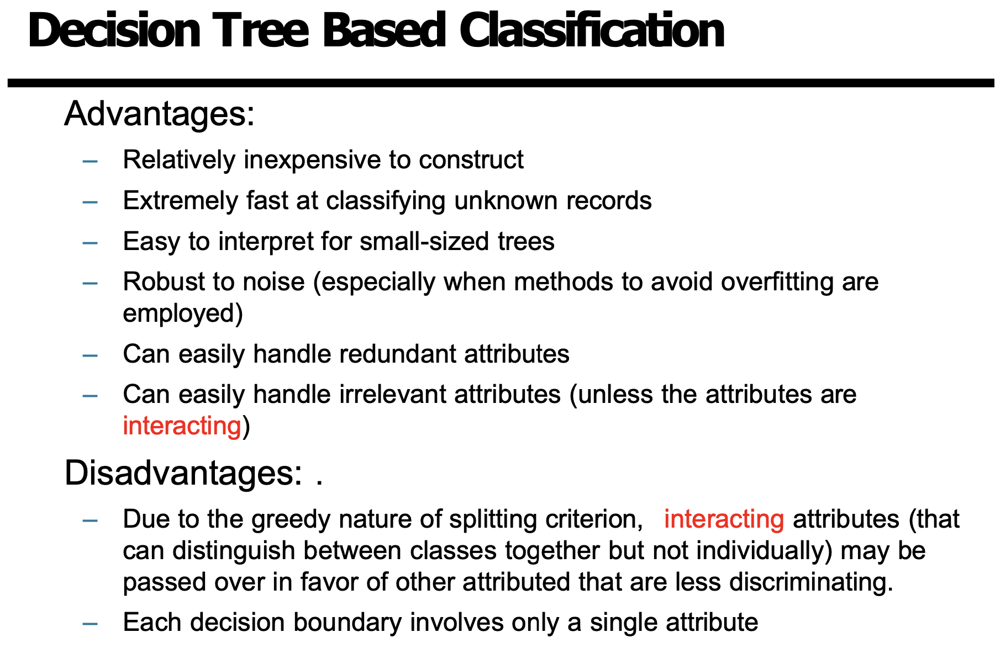 Decision Tree Based Classification
Advantages:
– Relatively inexpensive to construct
– Extremely fast at classifying unknown records
– Easy to interpret for small-sized trees
– Robust to noise (especially when methods to avoid overfitting are
employed)
– Can easily handle redundant attributes
– Can easily handle irrelevant attributes (unless the attributes are
interacting)
Disadvantages: .
– Due to the greedy nature of splitting criterion, interacting attributes (that
can distinguish between classes together but not individually) may be
passed over in favor of other attributed that are less discriminating.
– Each decision boundary involves only a single attribute